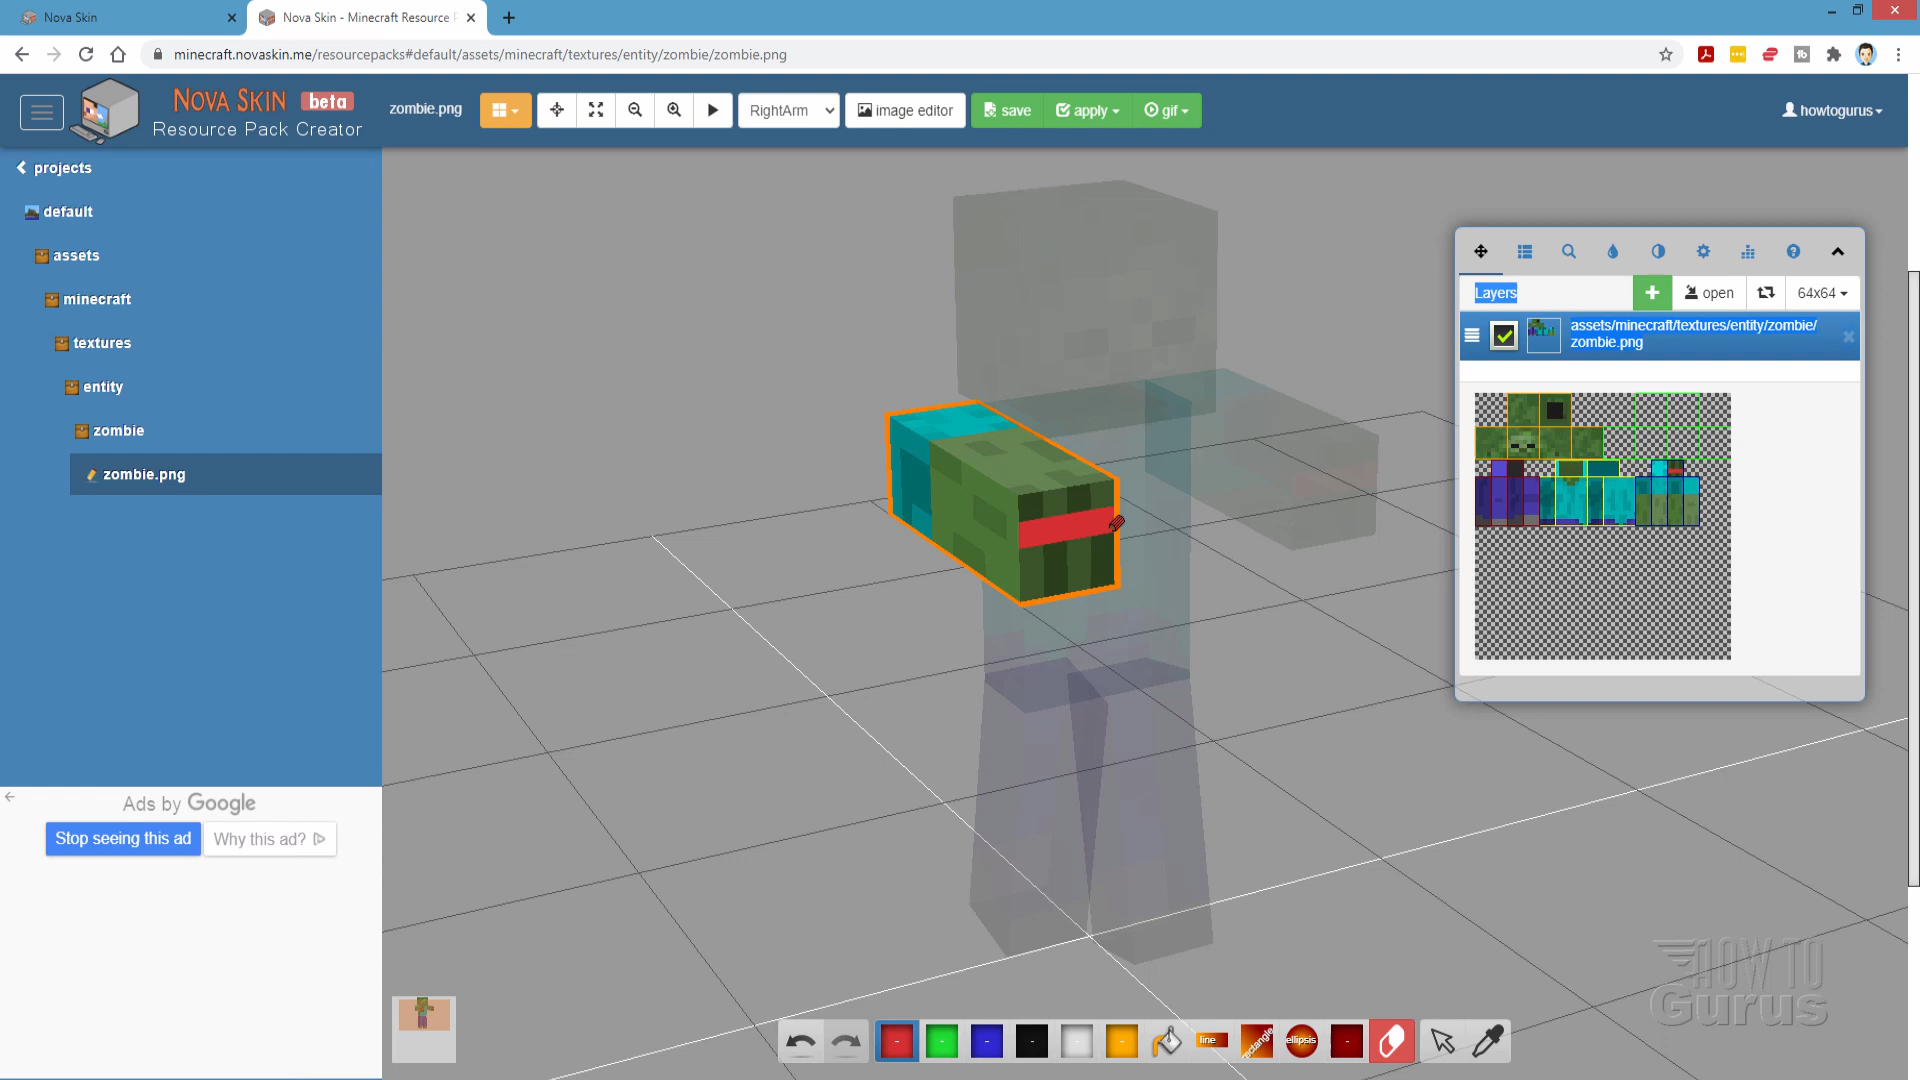 Nova Skin
Nova Skin - Minecraft Resource P
minecraft.novaskin.me/resourcepacks#default/assets/minecraft/textures/entity/zombie/zombie.png
NOVA SKIN beta
Resource Pack Creator
zombie.png
RightArm
image editor
save
apply
gif
howtogurus
projects
default
assets
minecraft
textures
entity
zombie
zombie.png
Layers
open
64x64
assets/minecraft/textures/entity/zombie/
zombie.png
Ads by Google
Stop seeing this ad
Why this ad?
line
rectangle
ellipsis
HOW TO
Gurus